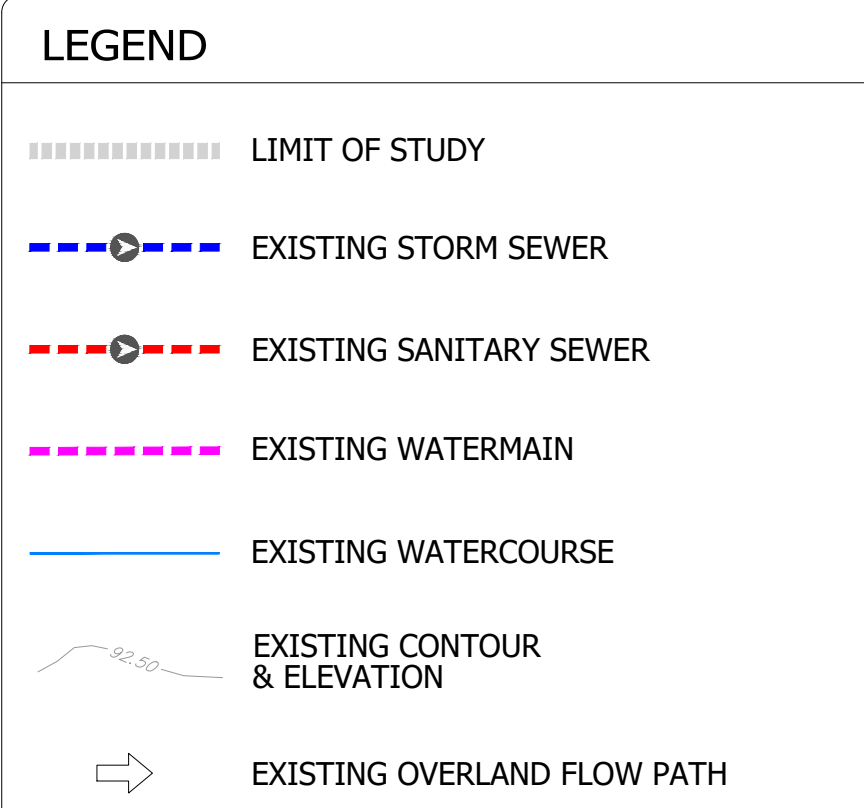 LEGEND
LIMIT OF STUDY
EXISTING STORM SEWER
EXISTING SANITARY SEWER
EXISTING WATERMAIN
EXISTING WATERCOURSE
92.50
EXISTING CONTOUR
& ELEVATION
EXISTING OVERLAND FLOW PATH